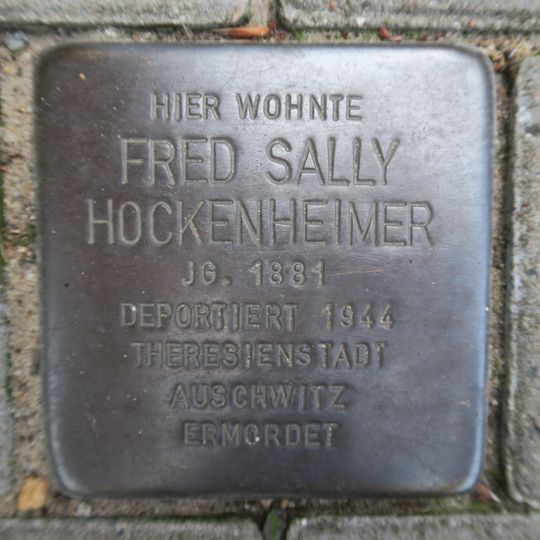 HIER WOHNTE
FRED SALLY
HOCKENHEIMER
JG. 1881
DEPORTIERT 1944
THERESIENSTADT
AUSCHWITZ
ERMORDET